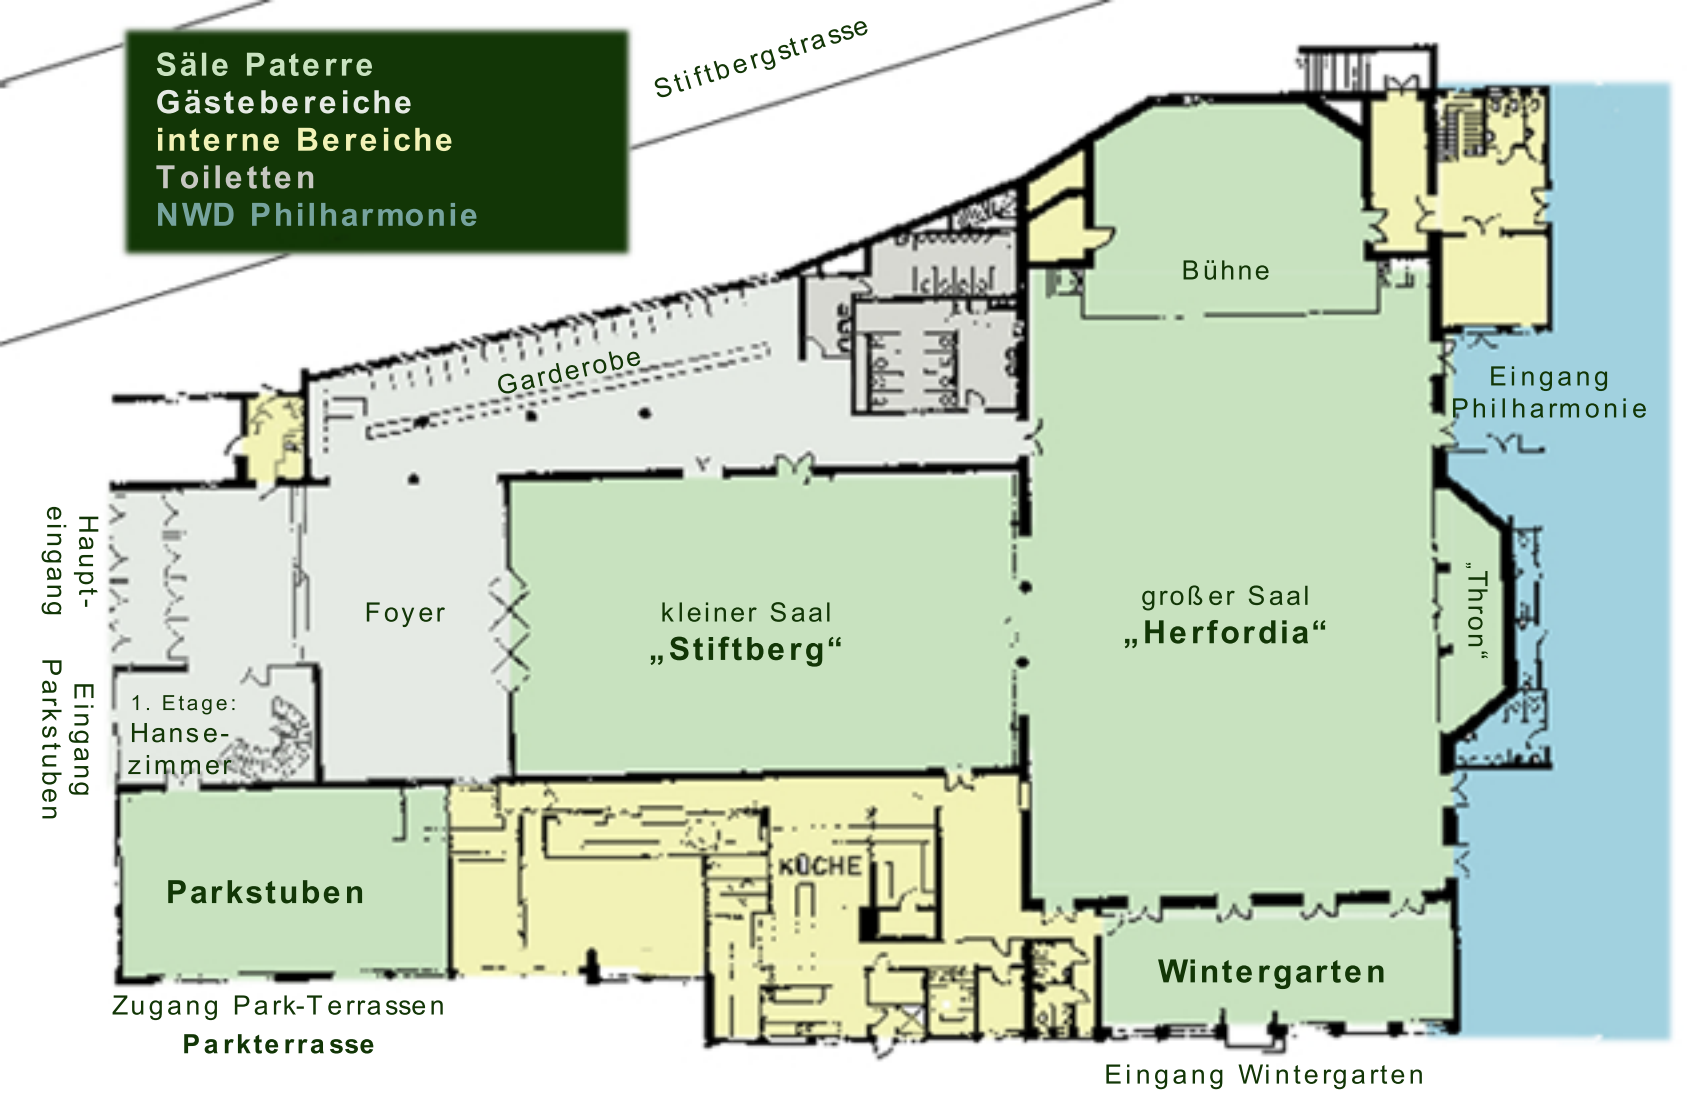 Säle Paterre
Gästebereiche
interne Bereiche
Toiletten
NWD Philharmonie
Stiftbergstrasse
Bühne
Garderobe
Eingang
Philharmonie
Haupt-
eingang
Foyer
kleiner Saal
„Stiftberg“
großer Saal
„Herfordia“
„Thron“
Eingang
Parkstuben
1. Etage:
Hanse-
zimmer
KÜCHE
Parkstuben
Wintergarten
Zugang Park-Terrassen
Parkterrasse
Eingang Wintergarten